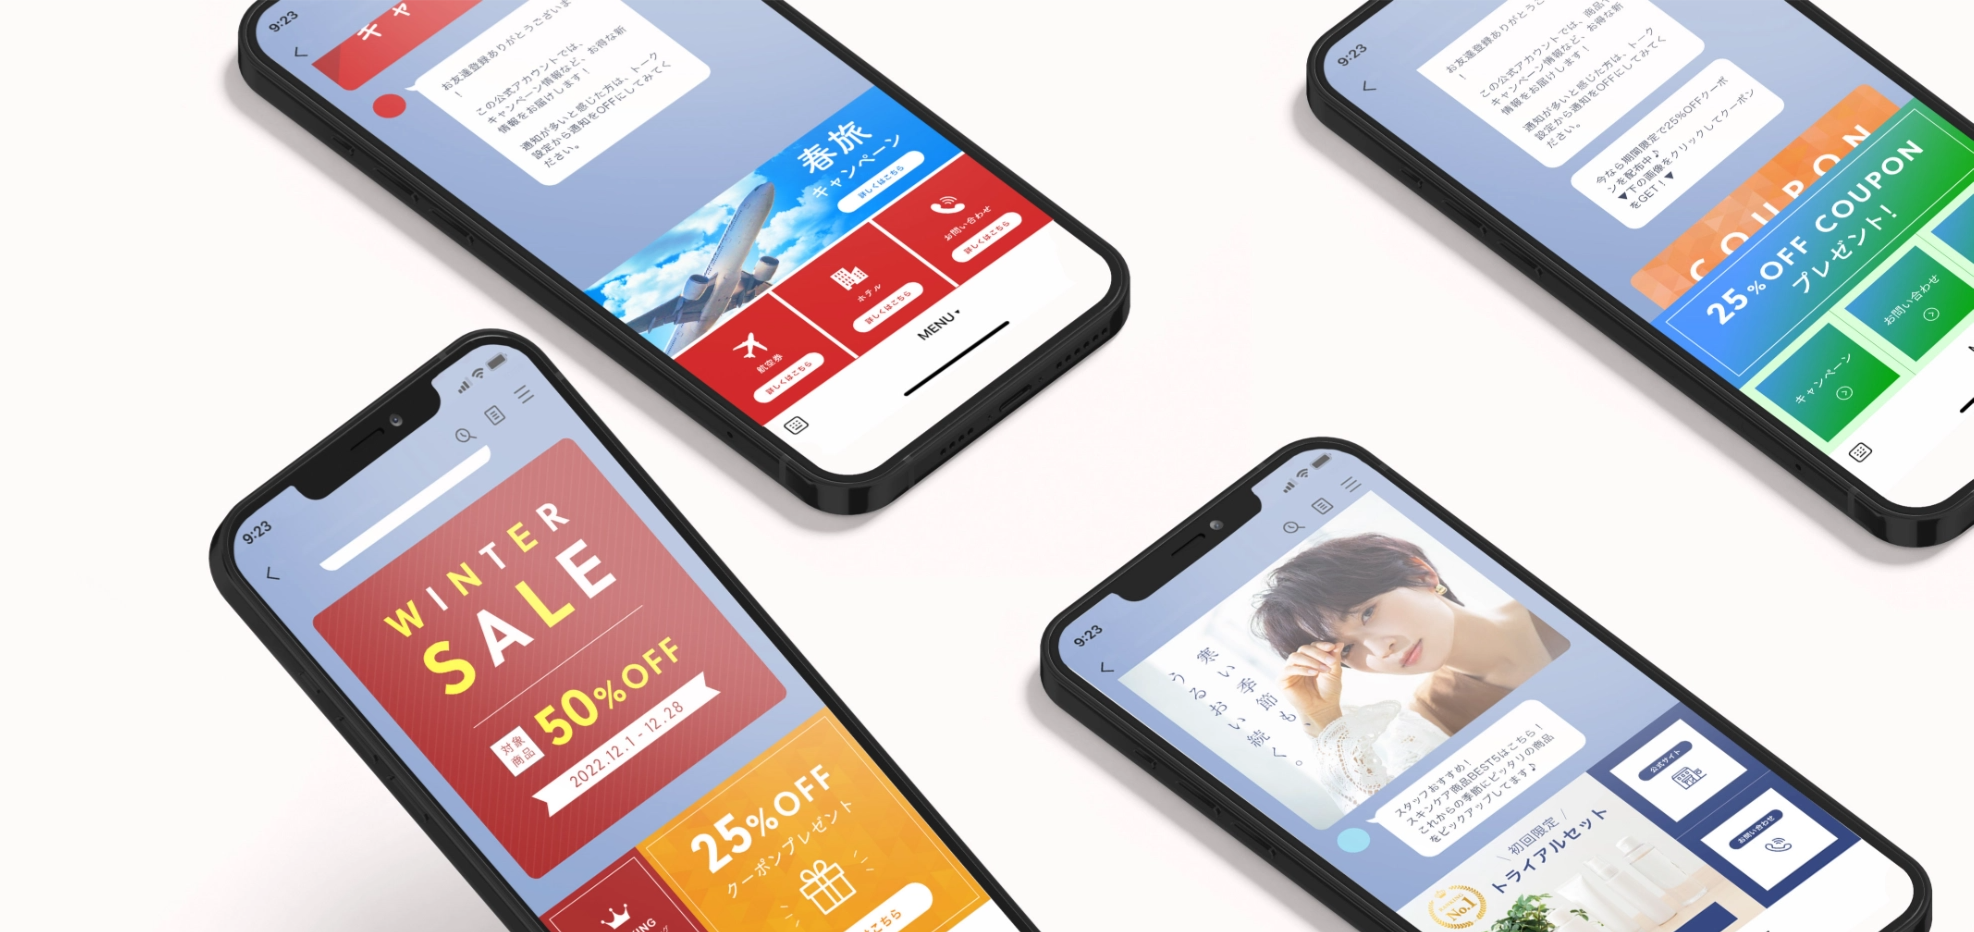 9:23
キャ
お友達登録ありがとうございま
！
この公式アカウントでは、
キャンペーン情報など、お得な新
情報をお届けします！
通知が多いと感じた方は、トーク
設定から通知をOFFにしてみてく
ださい。
春旅
キャンペーン
詳しくはこちら
航空券
詳しくはこちら
ホテル
詳しくはこちら
お問い合わせ
詳しくはこちら
MENU▾
9:23
お友達登録ありがとうご
！
この公式アカウントでは、商品
キャンペーン情報など、お得な新
情報をお届けします！
通知が多いと感じた方は、トーク
設定から通知をOFFにしてみてく
ださい。
今なら期間限定で25%OFFクーポ
ンを配布中♪
▼下の画像をクリックしてクーポン
をGET！▼
COUPON
25%OFF COUPON
プレゼント!
キャンペーン
お問い合わせ
9:23
WINTER
SALE
対象
商品
50%OFF
2022.12.1 - 12.28
25%OFF
クーポンプレゼント
こちら
KING
9:23
寒い季節も、
うるおい続く。
スタッフおすすめ！
スキンケア商品BEST5はこちら！
これからの季節にピッタリの商品
をピックアップしてます♪
\ 初回限定 /
トライアルセット
No.1
公式サイト
お問い合わせ